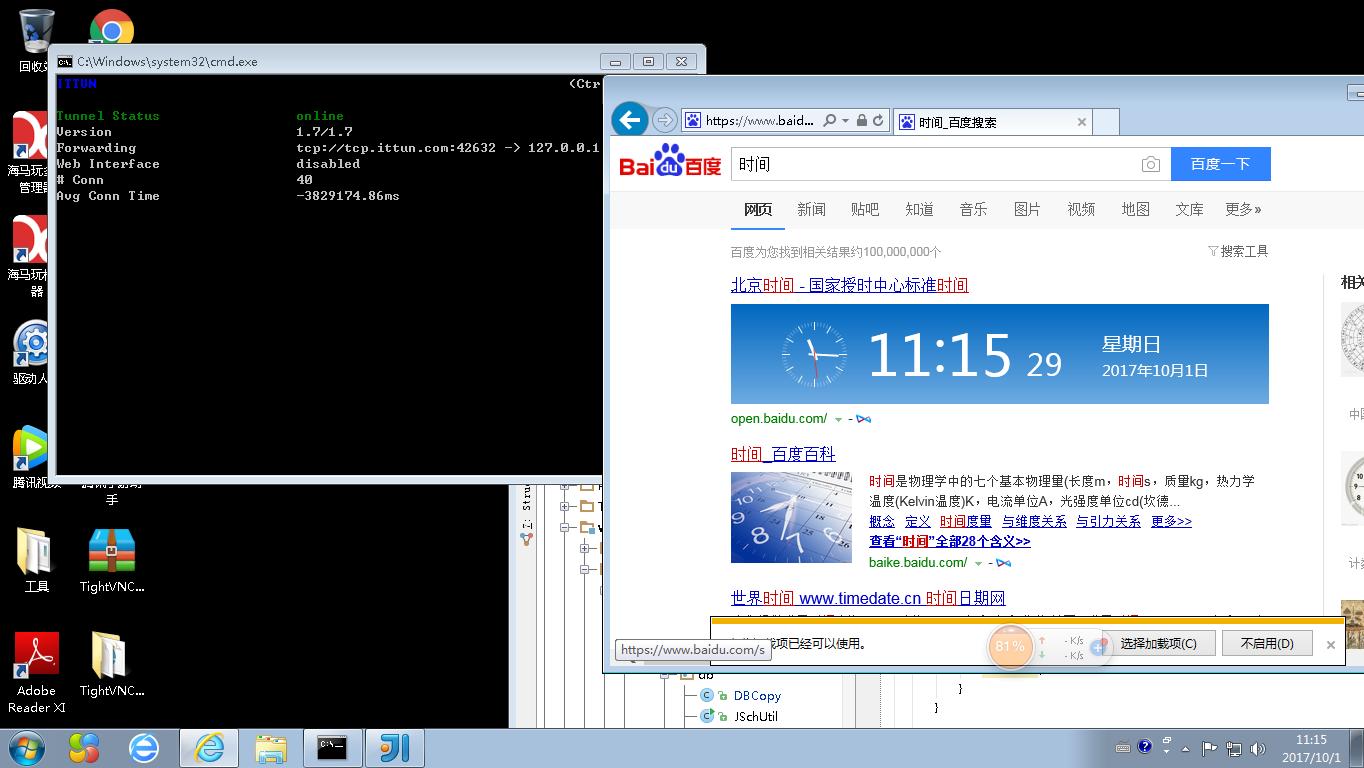 C:\Windows\system32\cmd.exe
ITTUN
(Ctr
Tunnel Status online
Version 1.7/1.7
Forwarding tcp://tcp.ittun.com:42632 -> 127.0.0.1
Web Interface disabled
# Conn 40
Avg Conn Time -3829174.86ms
https://www.baid...
时间_百度搜索
Bai du 百度
时间
百度一下
网页 新闻 贴吧 知道 音乐 图片 视频 地图 文库 更多»
百度为您找到相关结果约100,000,000个
搜索工具
北京时间 - 国家授时中心标准时间
11:15 29
星期日
2017年10月1日
open.baidu.com/
时间_百度百科
时间是物理学中的七个基本物理量(长度m，时间s，质量kg，热力学
温度(Kelvin温度)K，电流单位A，光强度单位cd(坎德...
概念 定义 时间度量 与维度关系 与引力关系 更多>>
查看“时间”全部28个含义>>
baike.baidu.com/
世界时间 www.timedate.cn 时间日期网
项已经可以使用。
https://www.baidu.com/s
81%
- K/s
- K/s
选择加载项(C)
不启用(D)
回收
海马玩
管理
海马玩
器
驱动人
腾讯视
手
工具
TightVNC...
Adobe
Reader XI
TightVNC...
db
DBCopy
JSchUtil
}
}
11:15
2017/10/1